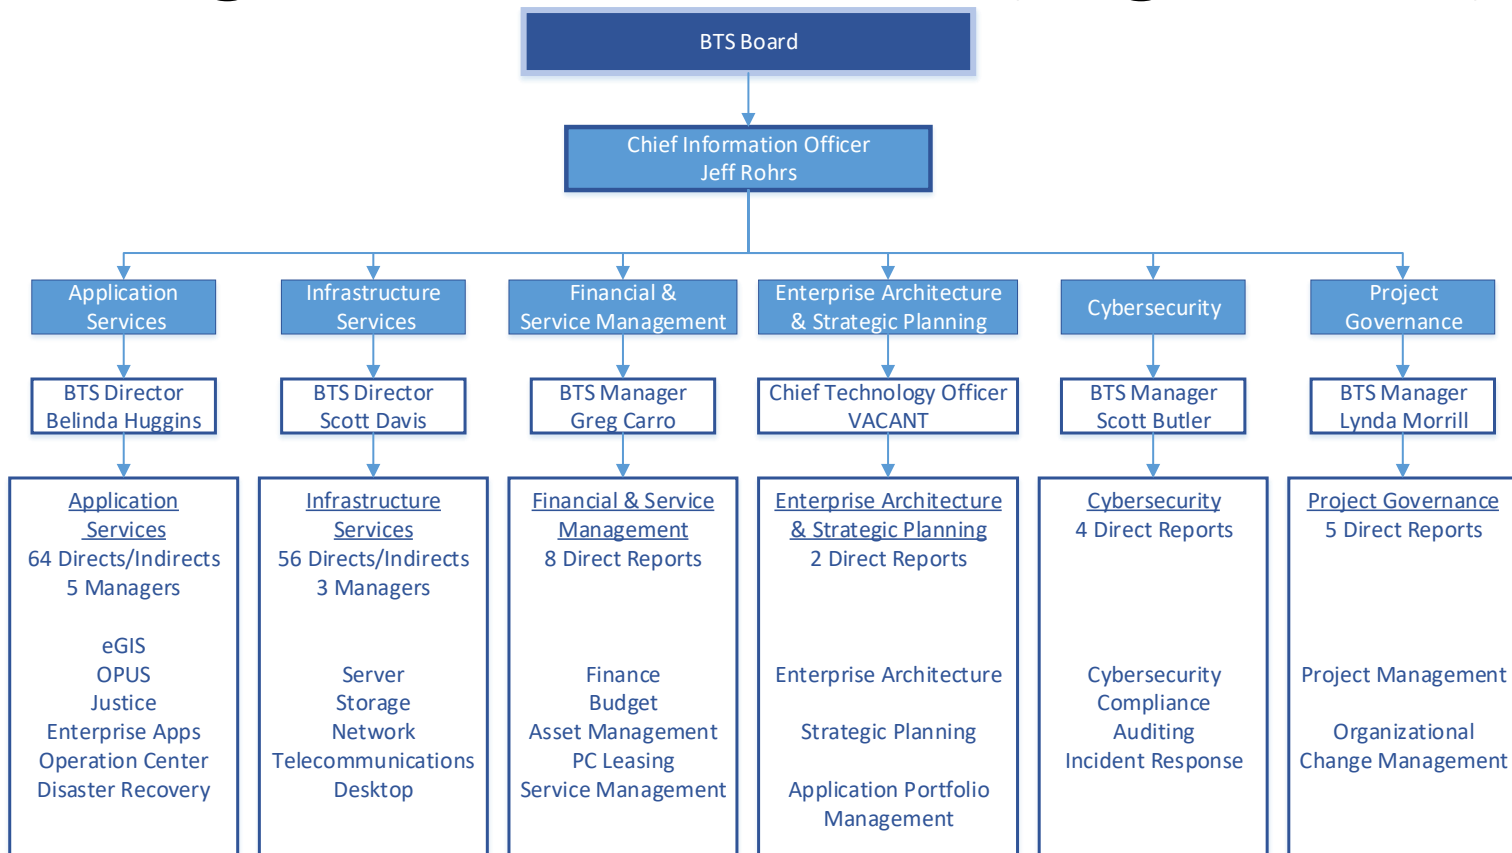 BTS Board
Chief Information Officer
Jeff Rohrs
Application
Services
Infrastructure
Services
Financial &
Service Management
Enterprise Architecture
& Strategic Planning
Cybersecurity
Project
Governance
BTS Director
Belinda Huggins
BTS Director
Scott Davis
BTS Manager
Greg Carro
Chief Technology Officer
VACANT
BTS Manager
Scott Butler
BTS Manager
Lynda Morrill
Application
Services
64 Directs/Indirects
5 Managers
eGIS
OPUS
Justice
Enterprise Apps
Operation Center
Disaster Recovery
Infrastructure
Services
56 Directs/Indirects
3 Managers
Server
Storage
Network
Telecommunications
Desktop
Financial & Service
Management
8 Direct Reports
Finance
Budget
Asset Management
PC Leasing
Service Management
Enterprise Architecture
& Strategic Planning
2 Direct Reports
Enterprise Architecture
Strategic Planning
Application Portfolio
Management
Cybersecurity
4 Direct Reports
Cybersecurity
Compliance
Auditing
Incident Response
Project Governance
5 Direct Reports
Project Management
Organizational
Change Management